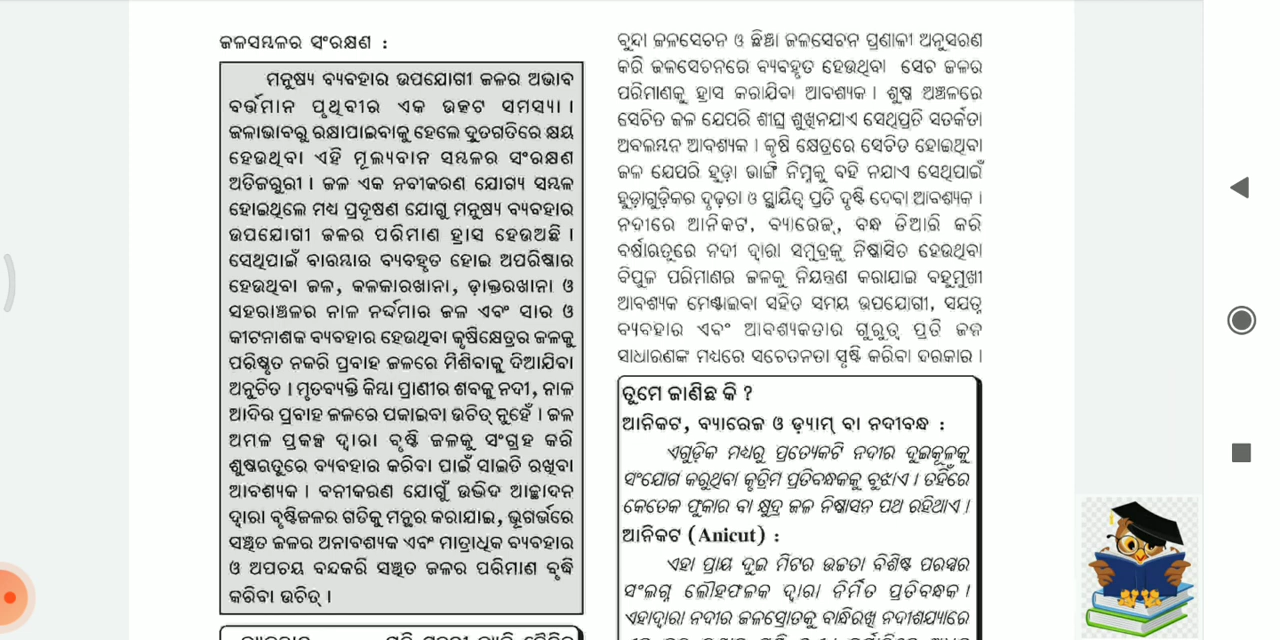 ଜଳସମ୍ବଳର ସଂରକ୍ଷଣ :
ମନୁଷ୍ୟ ବ୍ୟବହାର ଉପଯୋଗୀ ଜଳର ଅଭାବ
ବର୍ତ୍ତମାନ ପୃଥିବୀର ଏକ ଉତ୍କଟ ସମସ୍ୟା ।
ଜଳାଭାବରୁ ରକ୍ଷାପାଇବାକୁ ହେଲେ ଦ୍ରୁତଗତିରେ କ୍ଷୟ
ହେଉଥିବା ଏହି ମୂଲ୍ୟବାନ ସମ୍ବଳର ସଂରକ୍ଷଣ
ଅତିଜରୁରୀ । ଜଳ ଏକ ନବୀକରଣ ଯୋଗ୍ୟ ସମ୍ବଳ
ହୋଇଥିଲେ ମଧ୍ୟ ପ୍ରଦୂଷଣ ଯୋଗୁ ମନୁଷ୍ୟ ବ୍ୟବହାର
ଉପଯୋଗୀ ଜଳର ପରିମାଣ ହ୍ରାସ ହେଉଅଛି ।
ସେଥିପାଇଁ ବାରମ୍ବାର ବ୍ୟବହୃତ ହୋଇ ଅପରିଷ୍କାର
ହେଉଥିବା ଜଳ, କଳକାରଖାନା, ଡ଼ାକ୍ତରଖାନା ଓ
ସହରାଞ୍ଚଳର ନାଳ ନର୍ଦ୍ଦମାର ଜଳ ଏବଂ ସାର ଓ
କୀଟନାଶକ ବ୍ୟବହାର ହେଉଥିବା କୃଷିକ୍ଷେତ୍ରର ଜଳକୁ
ପରିଷ୍କୃତ ନକରି ପ୍ରବାହ ଜଳରେ ମିଶିବାକୁ ଦିଆଯିବା
ଅନୁଚିତ । ମୃତବ୍ୟକ୍ତି କିମ୍ବା ପ୍ରାଣୀର ଶବକୁ ନଦୀ, ନାଳ
ଆଦିର ପ୍ରବାହ ଜଳରେ ପକାଇବା ଉଚିତ୍ ନୁହେଁ । ଜଳ
ଅମଳ ପ୍ରକଳ୍ପ ଦ୍ୱାରା ବୃଷ୍ଟି ଜଳକୁ ସଂଗ୍ରହ କରି
ଶୁଷ୍କଋତୁରେ ବ୍ୟବହାର କରିବା ପାଇଁ ସାଇତି ରଖିବା
ଆବଶ୍ୟକ । ବନୀକରଣ ଯୋଗୁଁ ଉଦ୍ଭିଦ ଆଚ୍ଛାଦନ
ଦ୍ୱାରା ବୃଷ୍ଟିଜଳର ଗତିକୁ ମନ୍ଥର କରାଯାଇ, ଭୂଗର୍ଭରେ
ସଞ୍ଚିତ ଜଳର ଅନାବଶ୍ୟକ ଏବଂ ମାତ୍ରାଧିକ ବ୍ୟବହାର
ଓ ଅପଚୟ ବନ୍ଦକରି ସଞ୍ଚିତ ଜଳର ପରିମାଣ ବୃଦ୍ଧି
କରିବା ଉଚିତ୍ ।
ବୁନ୍ଦା ଜଳସେଚନ ଓ ଛିଞ୍ଚା ଜଳସେଚନ ପ୍ରଣାଳୀ ଅନୁସରଣ
କରି ଜଳସେଚନରେ ବ୍ୟବହୃତ ହେଉଥିବା ସେଚ ଜଳର
ପରିମାଣକୁ ହ୍ରାସ କରାଯିବା ଆବଶ୍ୟକ । ଶୁଷ୍କ ଅଞ୍ଚଳରେ
ସେଚିତ ଜଳ ଯେପରି ଶୀଘ୍ର ଶୁଖିନଯାଏ ସେଥିପ୍ରତି ସତର୍କତା
ଅବଲମ୍ବନ ଆବଶ୍ୟକ । କୃଷି କ୍ଷେତ୍ରରେ ସେଚିତ ହୋଇଥିବା
ଜଳ ଯେପରି ହୁଡ଼ା ଭାଙ୍ଗି ନିମ୍ନକୁ ବହି ନଯାଏ ସେଥିପାଇଁ
ହୁଡ଼ାଗୁଡ଼ିକର ଦୃଢ଼ତା ଓ ସ୍ଥାୟିତ୍ୱ ପ୍ରତି ଦୃଷ୍ଟି ଦେବା ଆବଶ୍ୟକ ।
ନଦୀରେ ଆନିକଟ, ବ୍ୟାରେଜ୍, ବନ୍ଧ ତିଆରି କରି
ବର୍ଷାଋତୁରେ ନଦୀ ଦ୍ୱାରା ସମୁଦ୍ରକୁ ନିଷ୍କାସିତ ହେଉଥିବା
ବିପୁଳ ପରିମାଣର ଜଳକୁ ନିୟନ୍ତ୍ରଣ କରାଯାଇ ବହୁମୁଖୀ
ଆବଶ୍ୟକ ମେଣ୍ଟାଇବା ସହିତ ସମୟ ଉପଯୋଗୀ, ସଯତ୍ନ
ବ୍ୟବହାର ଏବଂ ଆବଶ୍ୟକତାର ଗୁରୁତ୍ୱ ପ୍ରତି ଜନ
ସାଧାରଣଙ୍କ ମଧ୍ୟରେ ସଚେତନତା ସୃଷ୍ଟି କରିବା ଦରକାର ।
ତୁମେ ଜାଣିଛ କି ?
ଆନିକଟ, ବ୍ୟାରେଜ ଓ ଡ୍ୟାମ୍ ବା ନଦୀବନ୍ଧ :
ଏଗୁଡ଼ିକ ମଧ୍ୟରୁ ପ୍ରତ୍ୟେକଟି ନଦୀର ଦୁଇକୂଳକୁ
ସଂଯୋଗ କରୁଥିବା କୃତ୍ରିମ ପ୍ରତିବନ୍ଧକକୁ ବୁଝାଏ । ତହିଁରେ
କେତେକ ଫୁକାର ବା କ୍ଷୁଦ୍ର ଜଳ ନିଷ୍କାସନ ପଥ ରହିଥାଏ ।
ଆନିକଟ (Anicut) :
ଏହା ପ୍ରାୟ ଦୁଇ ମିଟର ଉଚ୍ଚତା ବିଶିଷ୍ଟ ପରସ୍ପର
ସଂଲଗ୍ନ ଲୌହଫଳକ ଦ୍ୱାରା ନିର୍ମିତ ପ୍ରତିବନ୍ଧକ ।
ଏହାଦ୍ୱାରା ନଦୀର ଜଳସ୍ରୋତକୁ ବାନ୍ଧିରଖି ନଦୀଶଯ୍ୟାରେ